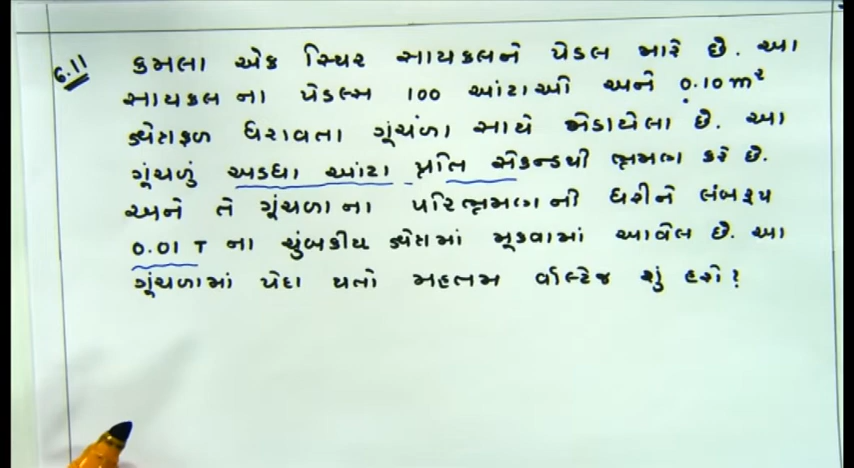 6.11 કમલા એક સ્થિર સાયકલને પેડલ મારે છે. આ
સાયકલ ના પેડલ્સ 100 આંટાઓ અને 0.10 m²
ક્ષેત્રફળ ધરાવતા ગૂંચળા સાથે જોડાયેલા છે. આ
ગૂંચળું અડધા આંટા પ્રતિ સેકન્ડથી ભ્રમણ કરે છે.
અને તે ગૂંચળાના પરિભ્રમણની ધરીને લંબરૂપ
0.01 T ના ચુંબકીય ક્ષેત્રમાં મૂકવામાં આવેલ છે. આ
ગૂંચળામાં પેદા થતો મહત્તમ વોલ્ટેજ શું હશે?